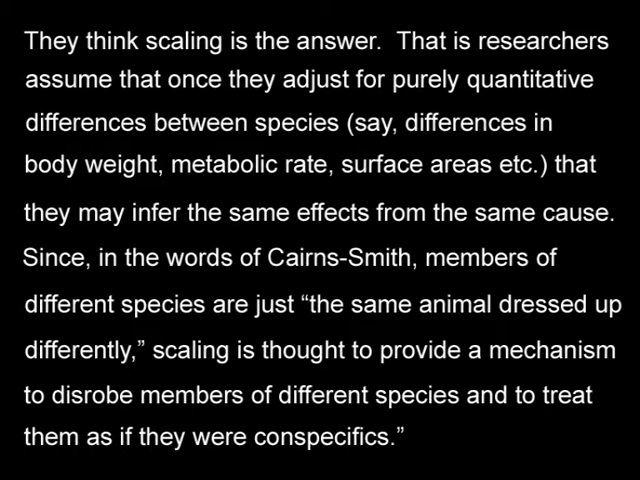 They think scaling is the answer.  That is researchers
assume that once they adjust for purely quantitative
differences between species (say, differences in
body weight, metabolic rate, surface areas etc.) that
they may infer the same effects from the same cause.
Since, in the words of Cairns-Smith, members of
different species are just “the same animal dressed up
differently,” scaling is thought to provide a mechanism
to disrobe members of different species and to treat
them as if they were conspecifics.”